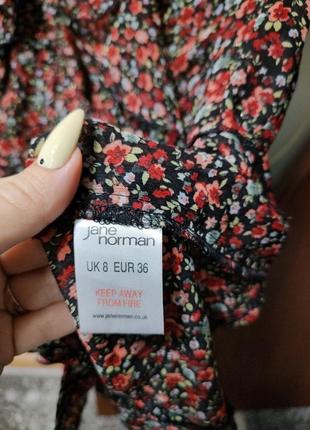 jane
norman
UK 8 EUR 36
KEEP AWAY
FROM FIRE
www.janenorman.co.uk